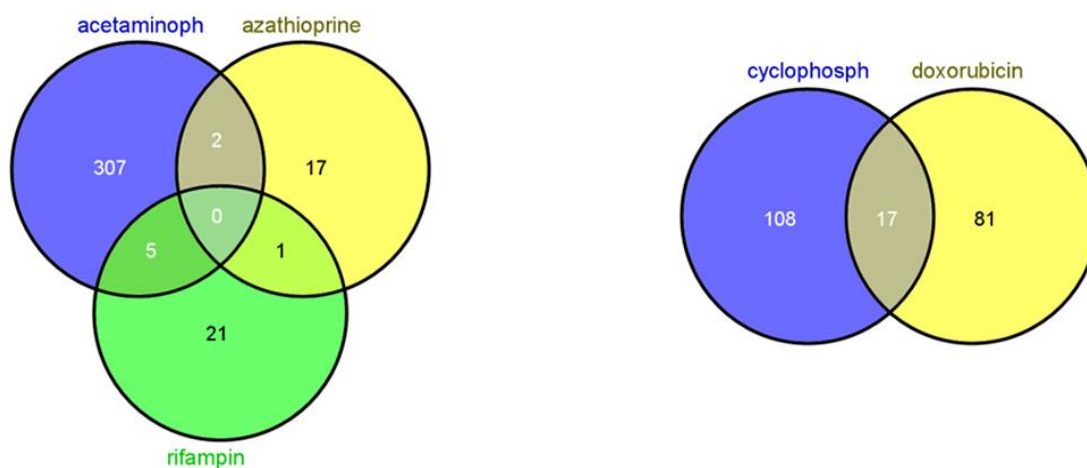 acetaminoph azathioprine
2
307 17
0
5 1
21
rifampin
cyclophosph doxorubicin
108 17 81